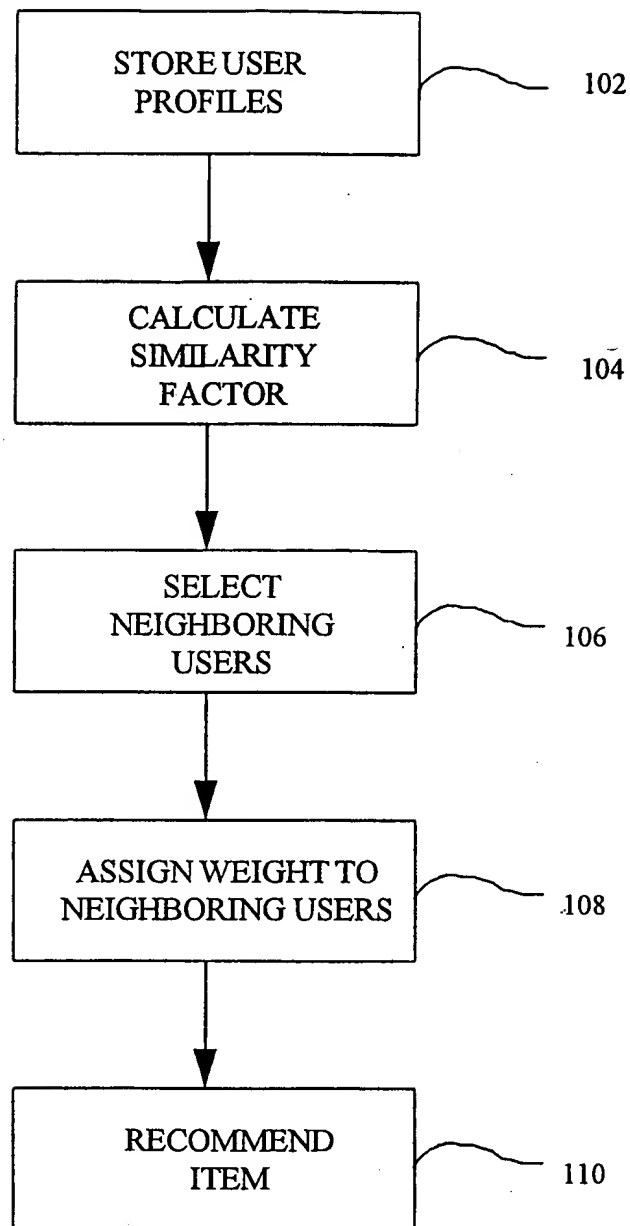 STORE USER
PROFILES
102
CALCULATE
SIMILARITY
FACTOR
104
SELECT
NEIGHBORING
USERS
106
ASSIGN WEIGHT TO
NEIGHBORING USERS
108
RECOMMEND
ITEM
110